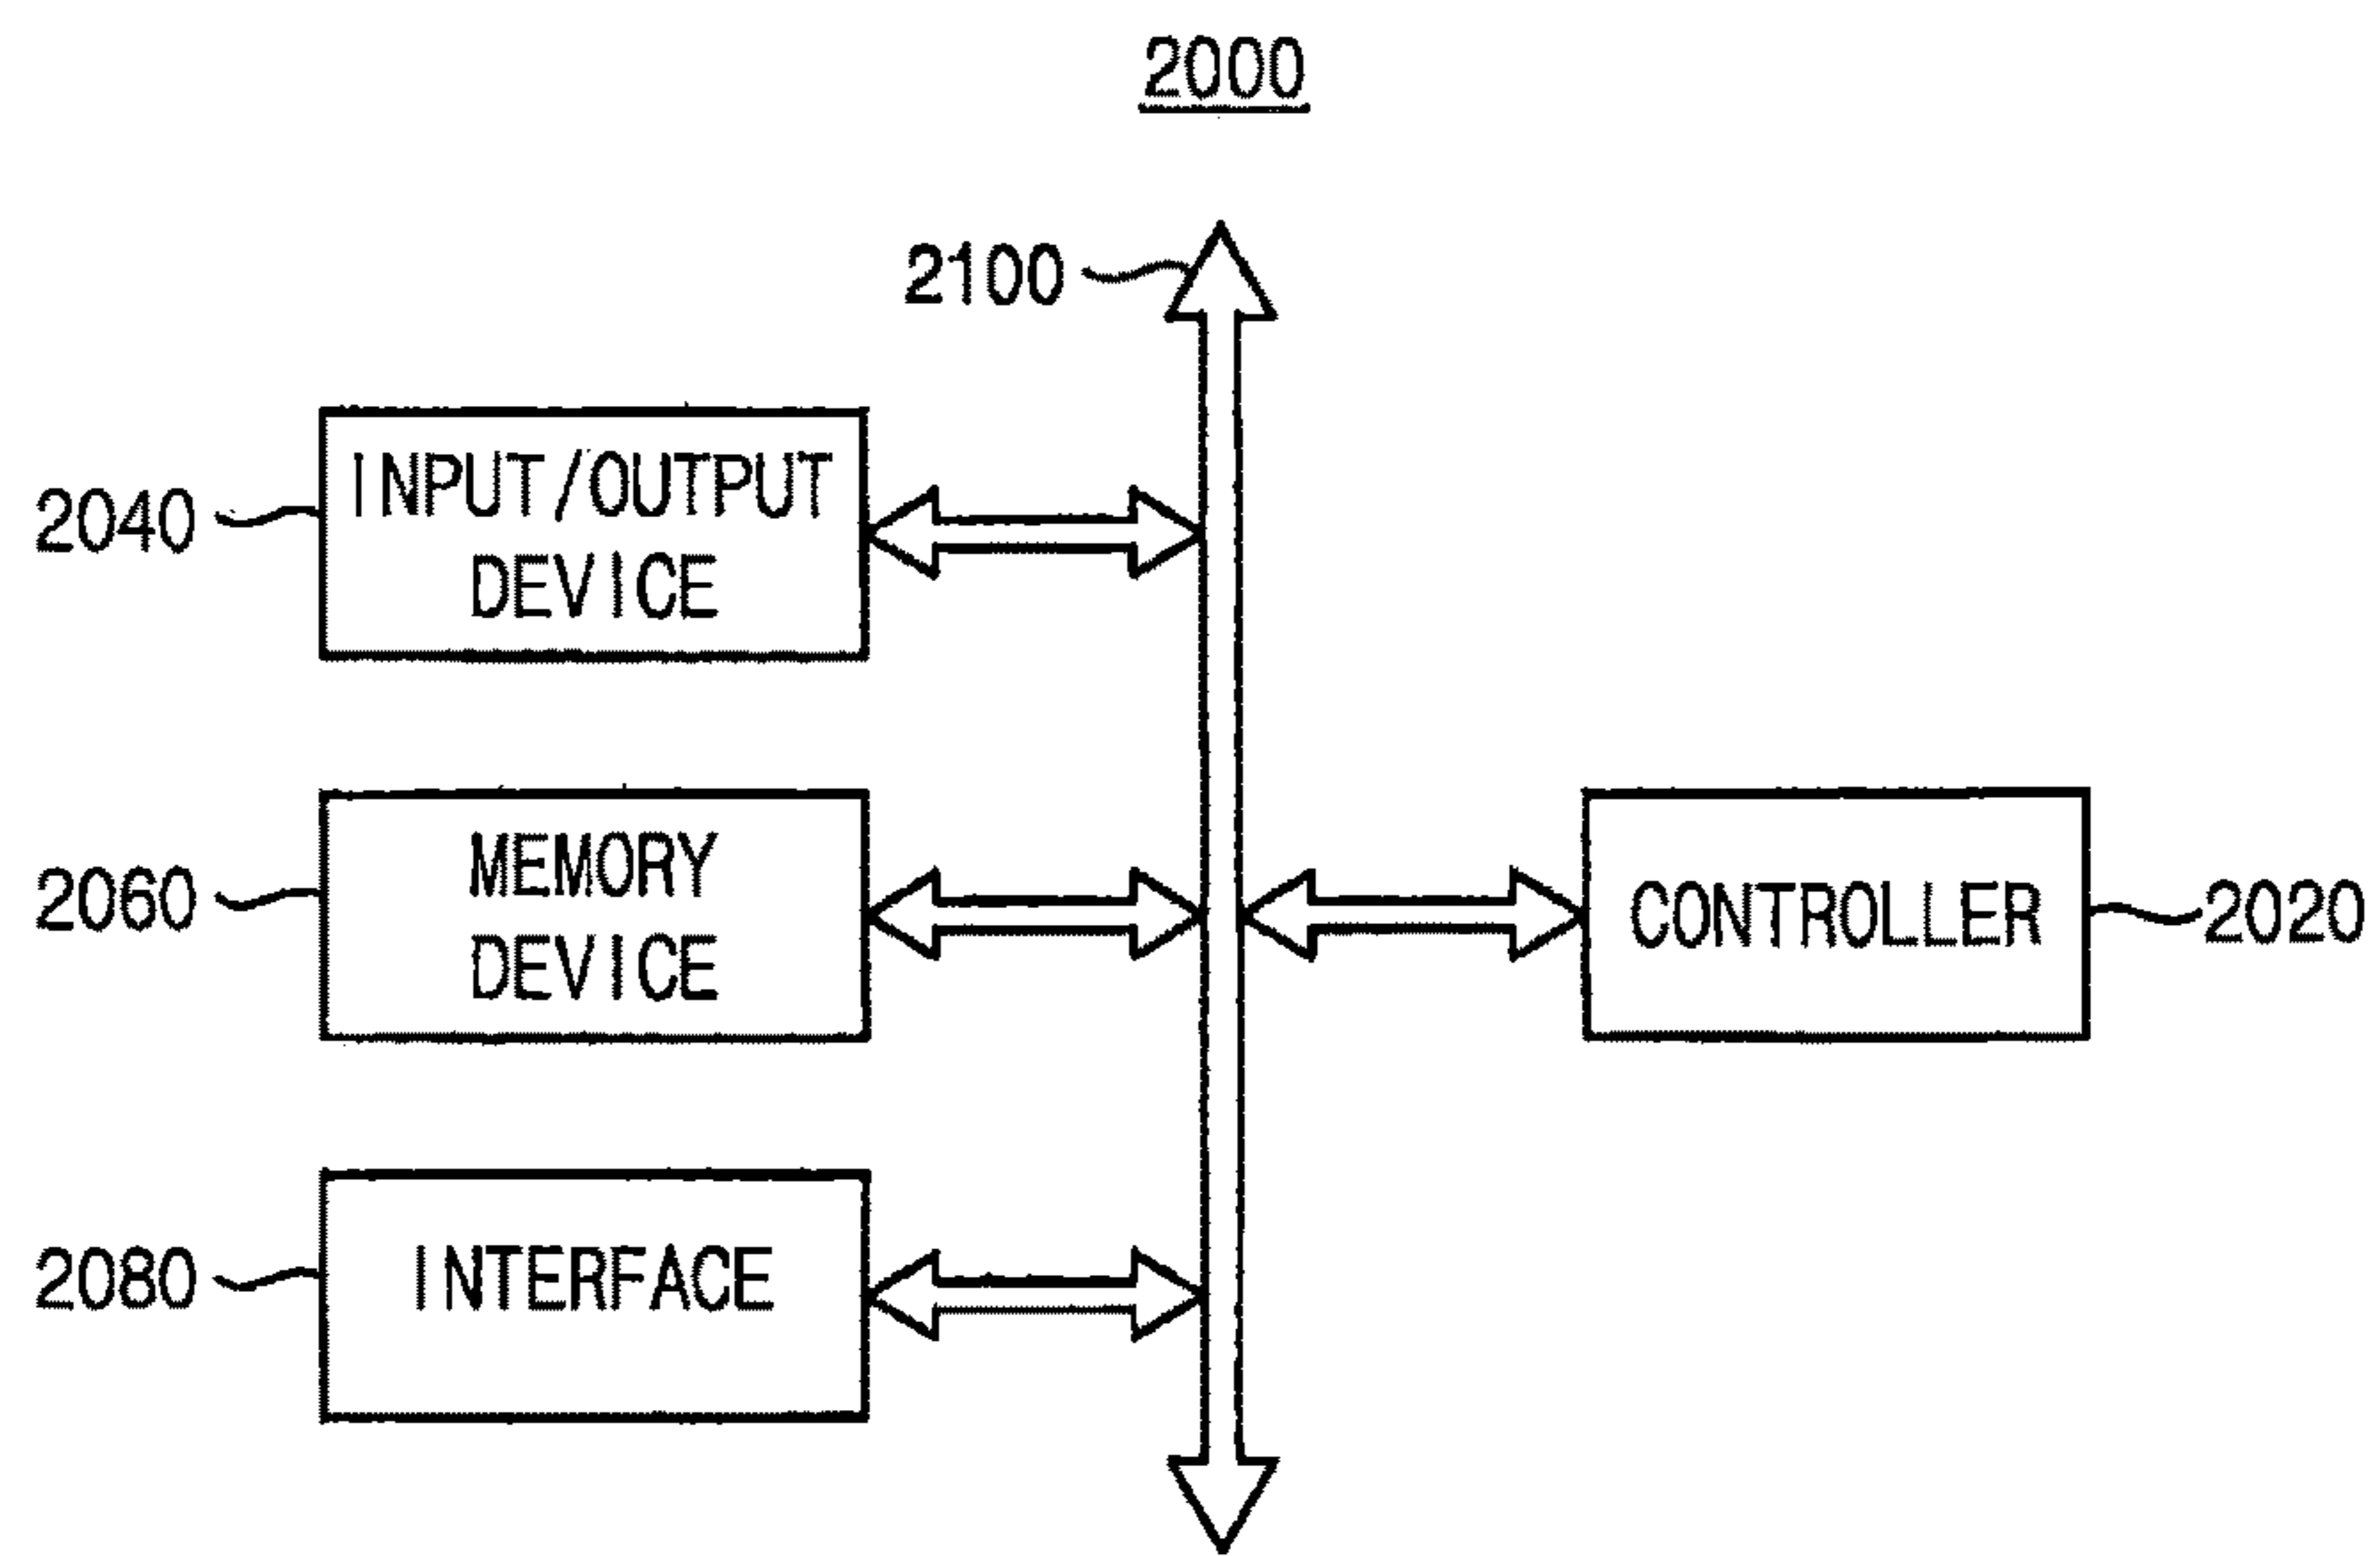 2000
2100
2040
INPUT/OUTPUT
DEVICE
2060
MEMORY
DEVICE
CONTROLLER
2020
2080
INTERFACE